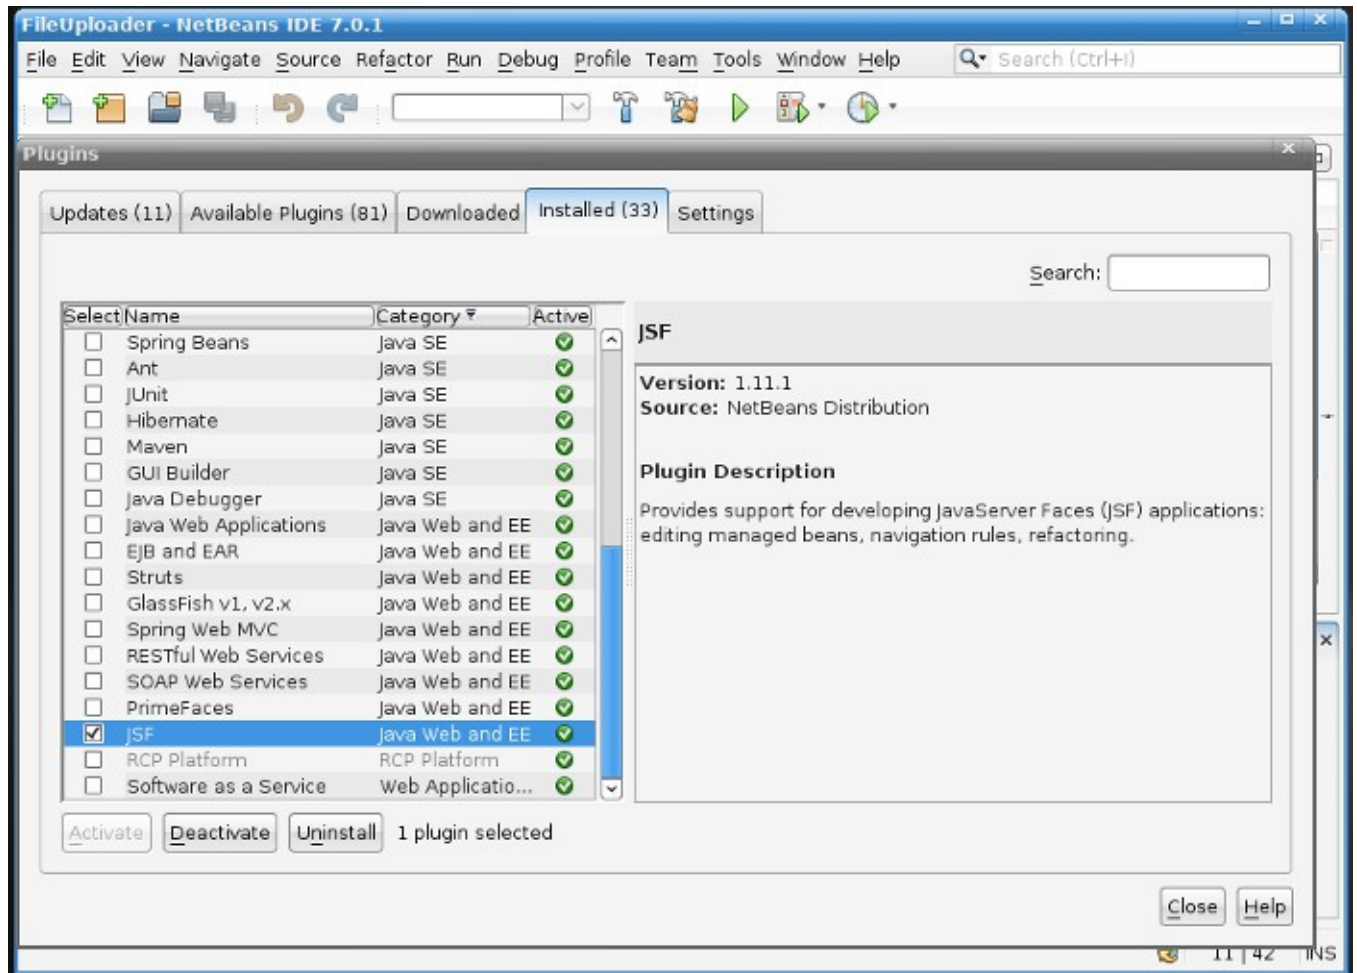 FileUploader - NetBeans IDE 7.0.1
File Edit View Navigate Source Refactor Run Debug Profile Team Tools Window Help Search (Ctrl+I)
Plugins
Updates (11) Available Plugins (81) Downloaded Installed (33) Settings
Search:
Select Name Category Active
Spring Beans Java SE
Ant Java SE
JUnit Java SE
Hibernate Java SE
Maven Java SE
GUI Builder Java SE
Java Debugger Java SE
Java Web Applications Java Web and EE
EJB and EAR Java Web and EE
Struts Java Web and EE
GlassFish v1, v2.x Java Web and EE
Spring Web MVC Java Web and EE
RESTful Web Services Java Web and EE
SOAP Web Services Java Web and EE
PrimeFaces Java Web and EE
JSF Java Web and EE
RCP Platform RCP Platform
Software as a Service Web Applicatio...
JSF
Version: 1.11.1
Source: NetBeans Distribution
Plugin Description
Provides support for developing JavaServer Faces (JSF) applications:
editing managed beans, navigation rules, refactoring.
Activate Deactivate Uninstall 1 plugin selected
Close Help
11 | 42 INS